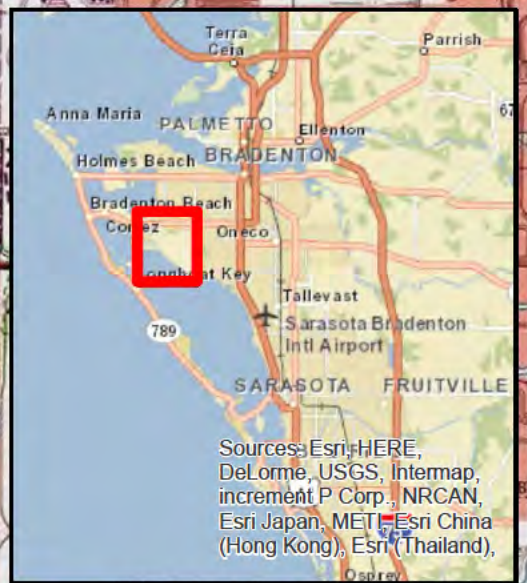 Terra
Ceia
Parrish
Anna Maria
PALMETTO
Ellenton
67
Holmes Beach
BRADENTON
Bradenton Beach
Cortez
Oneco
Longboat Key
Tallevast
789
Sarasota Bradenton
Intl Airport
SARASOTA
FRUITVILLE
Sources: Esri, HERE,
DeLorme, USGS, Intermap,
increment P Corp., NRCAN,
Esri Japan, METI, Esri China
(Hong Kong), Esri (Thailand),
Osprey